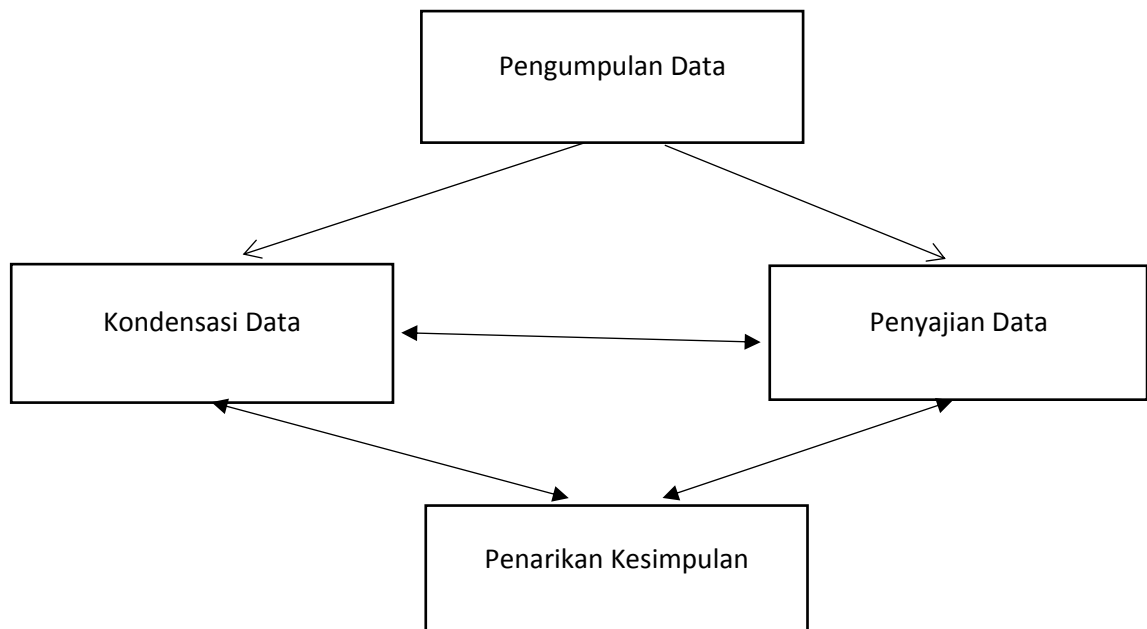 Pengumpulan Data
Kondensasi Data
Penyajian Data
Penarikan Kesimpulan